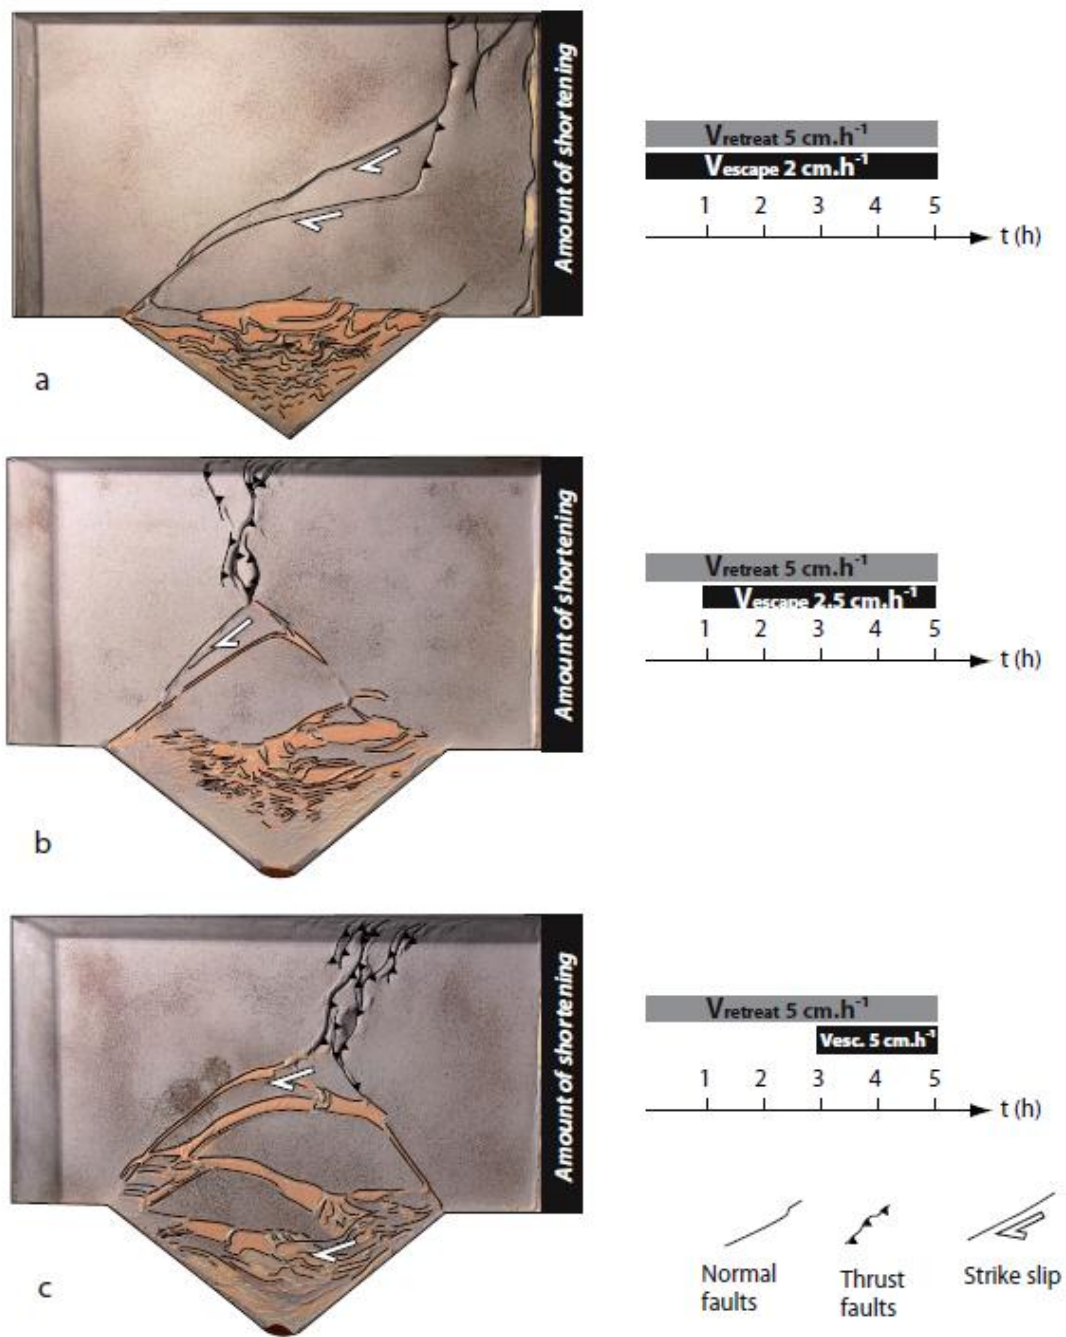 Amount of shortening
Vretreat 5 cm.h-1
Vescape 2 cm.h-1
1 2 3 4 5
t (h)
a
Amount of shortening
Vretreat 5 cm.h-1
Vescape 2.5 cm.h-1
1 2 3 4 5
t (h)
b
Amount of shortening
Vretreat 5 cm.h-1
Vesc. 5 cm.h-1
1 2 3 4 5
t (h)
c
Normal
faults
Thrust
faults
Strike slip